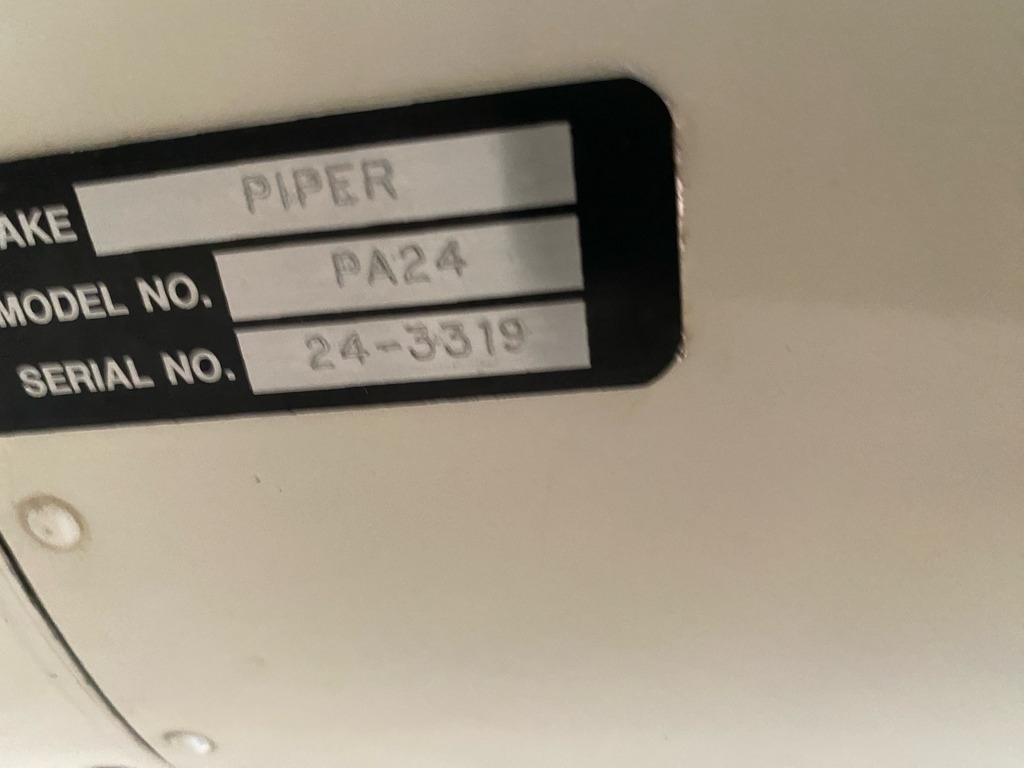 AKE PIPER
MODEL NO. PA24
SERIAL NO. 24-3319